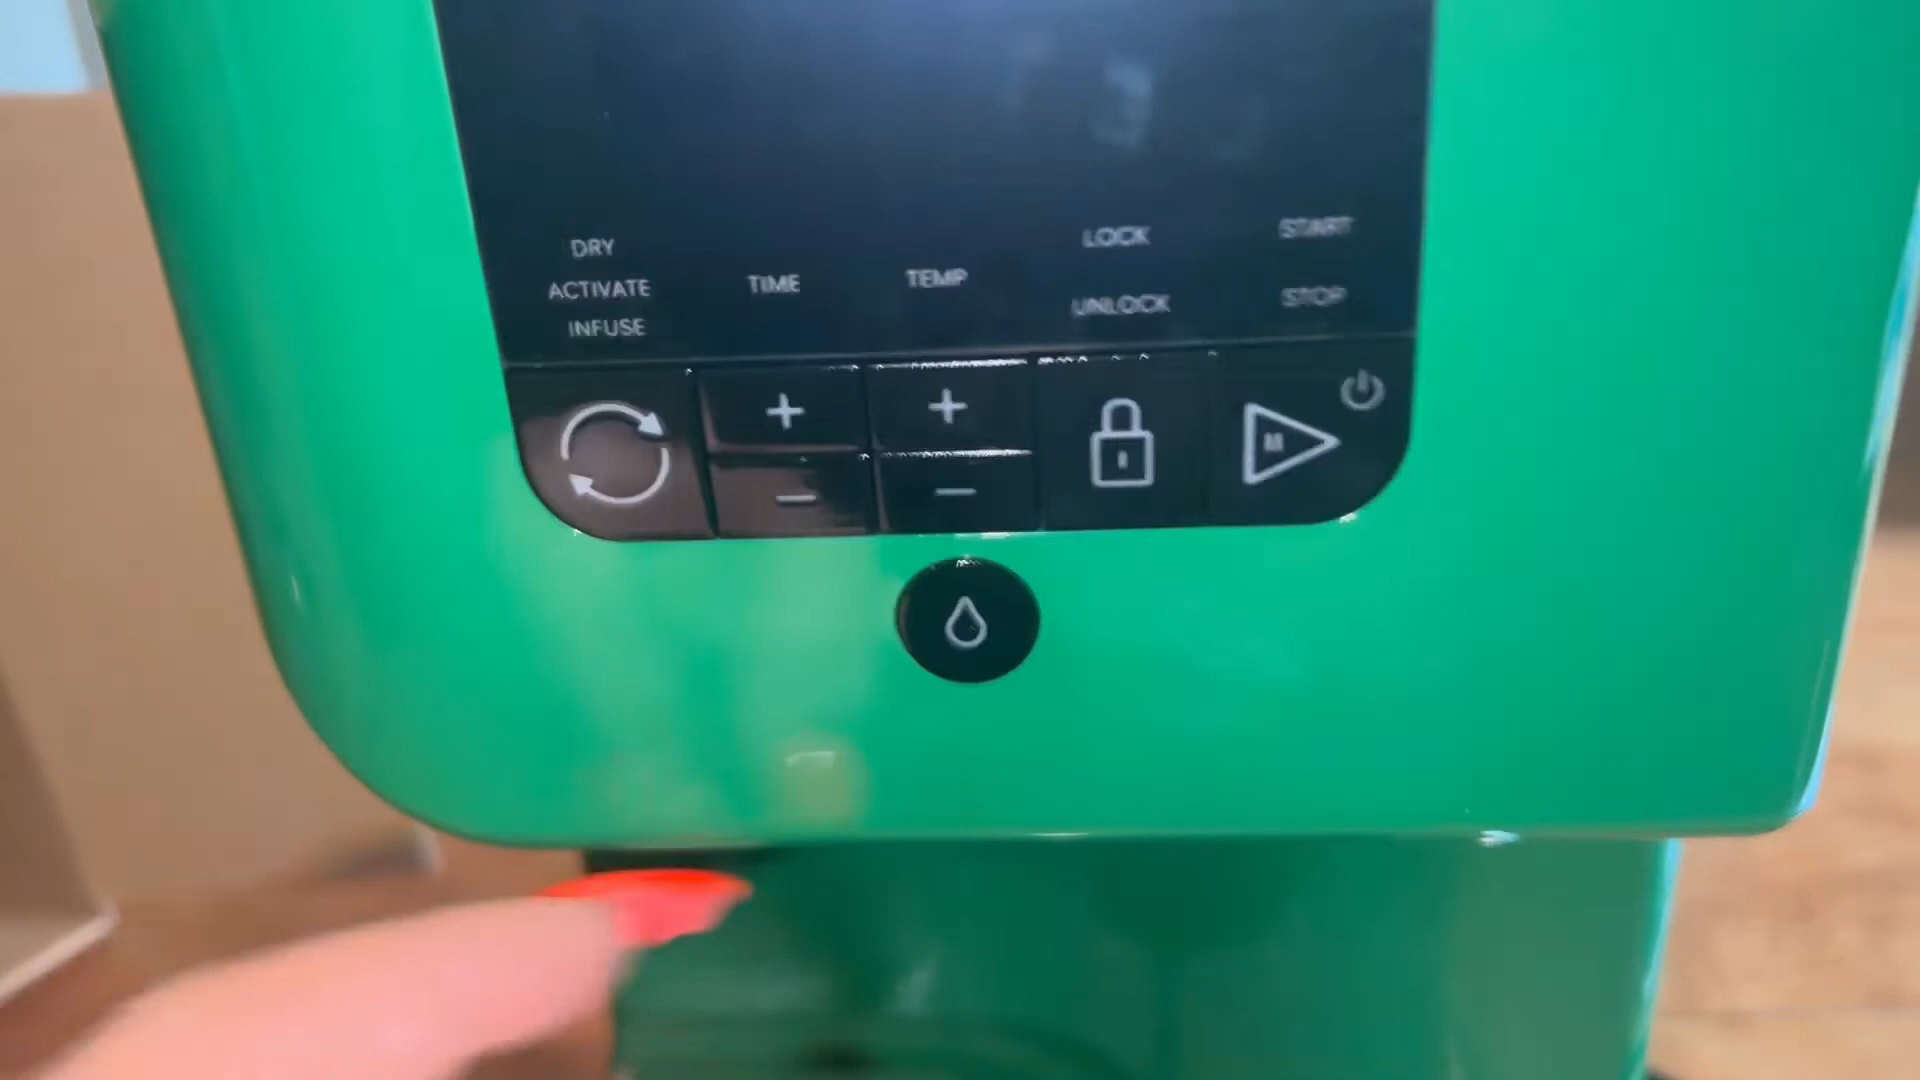 DRY
ACTIVATE
INFUSE
TIME
TEMP
LOCK
UNLOCK
START
STOP
+
+
−
−